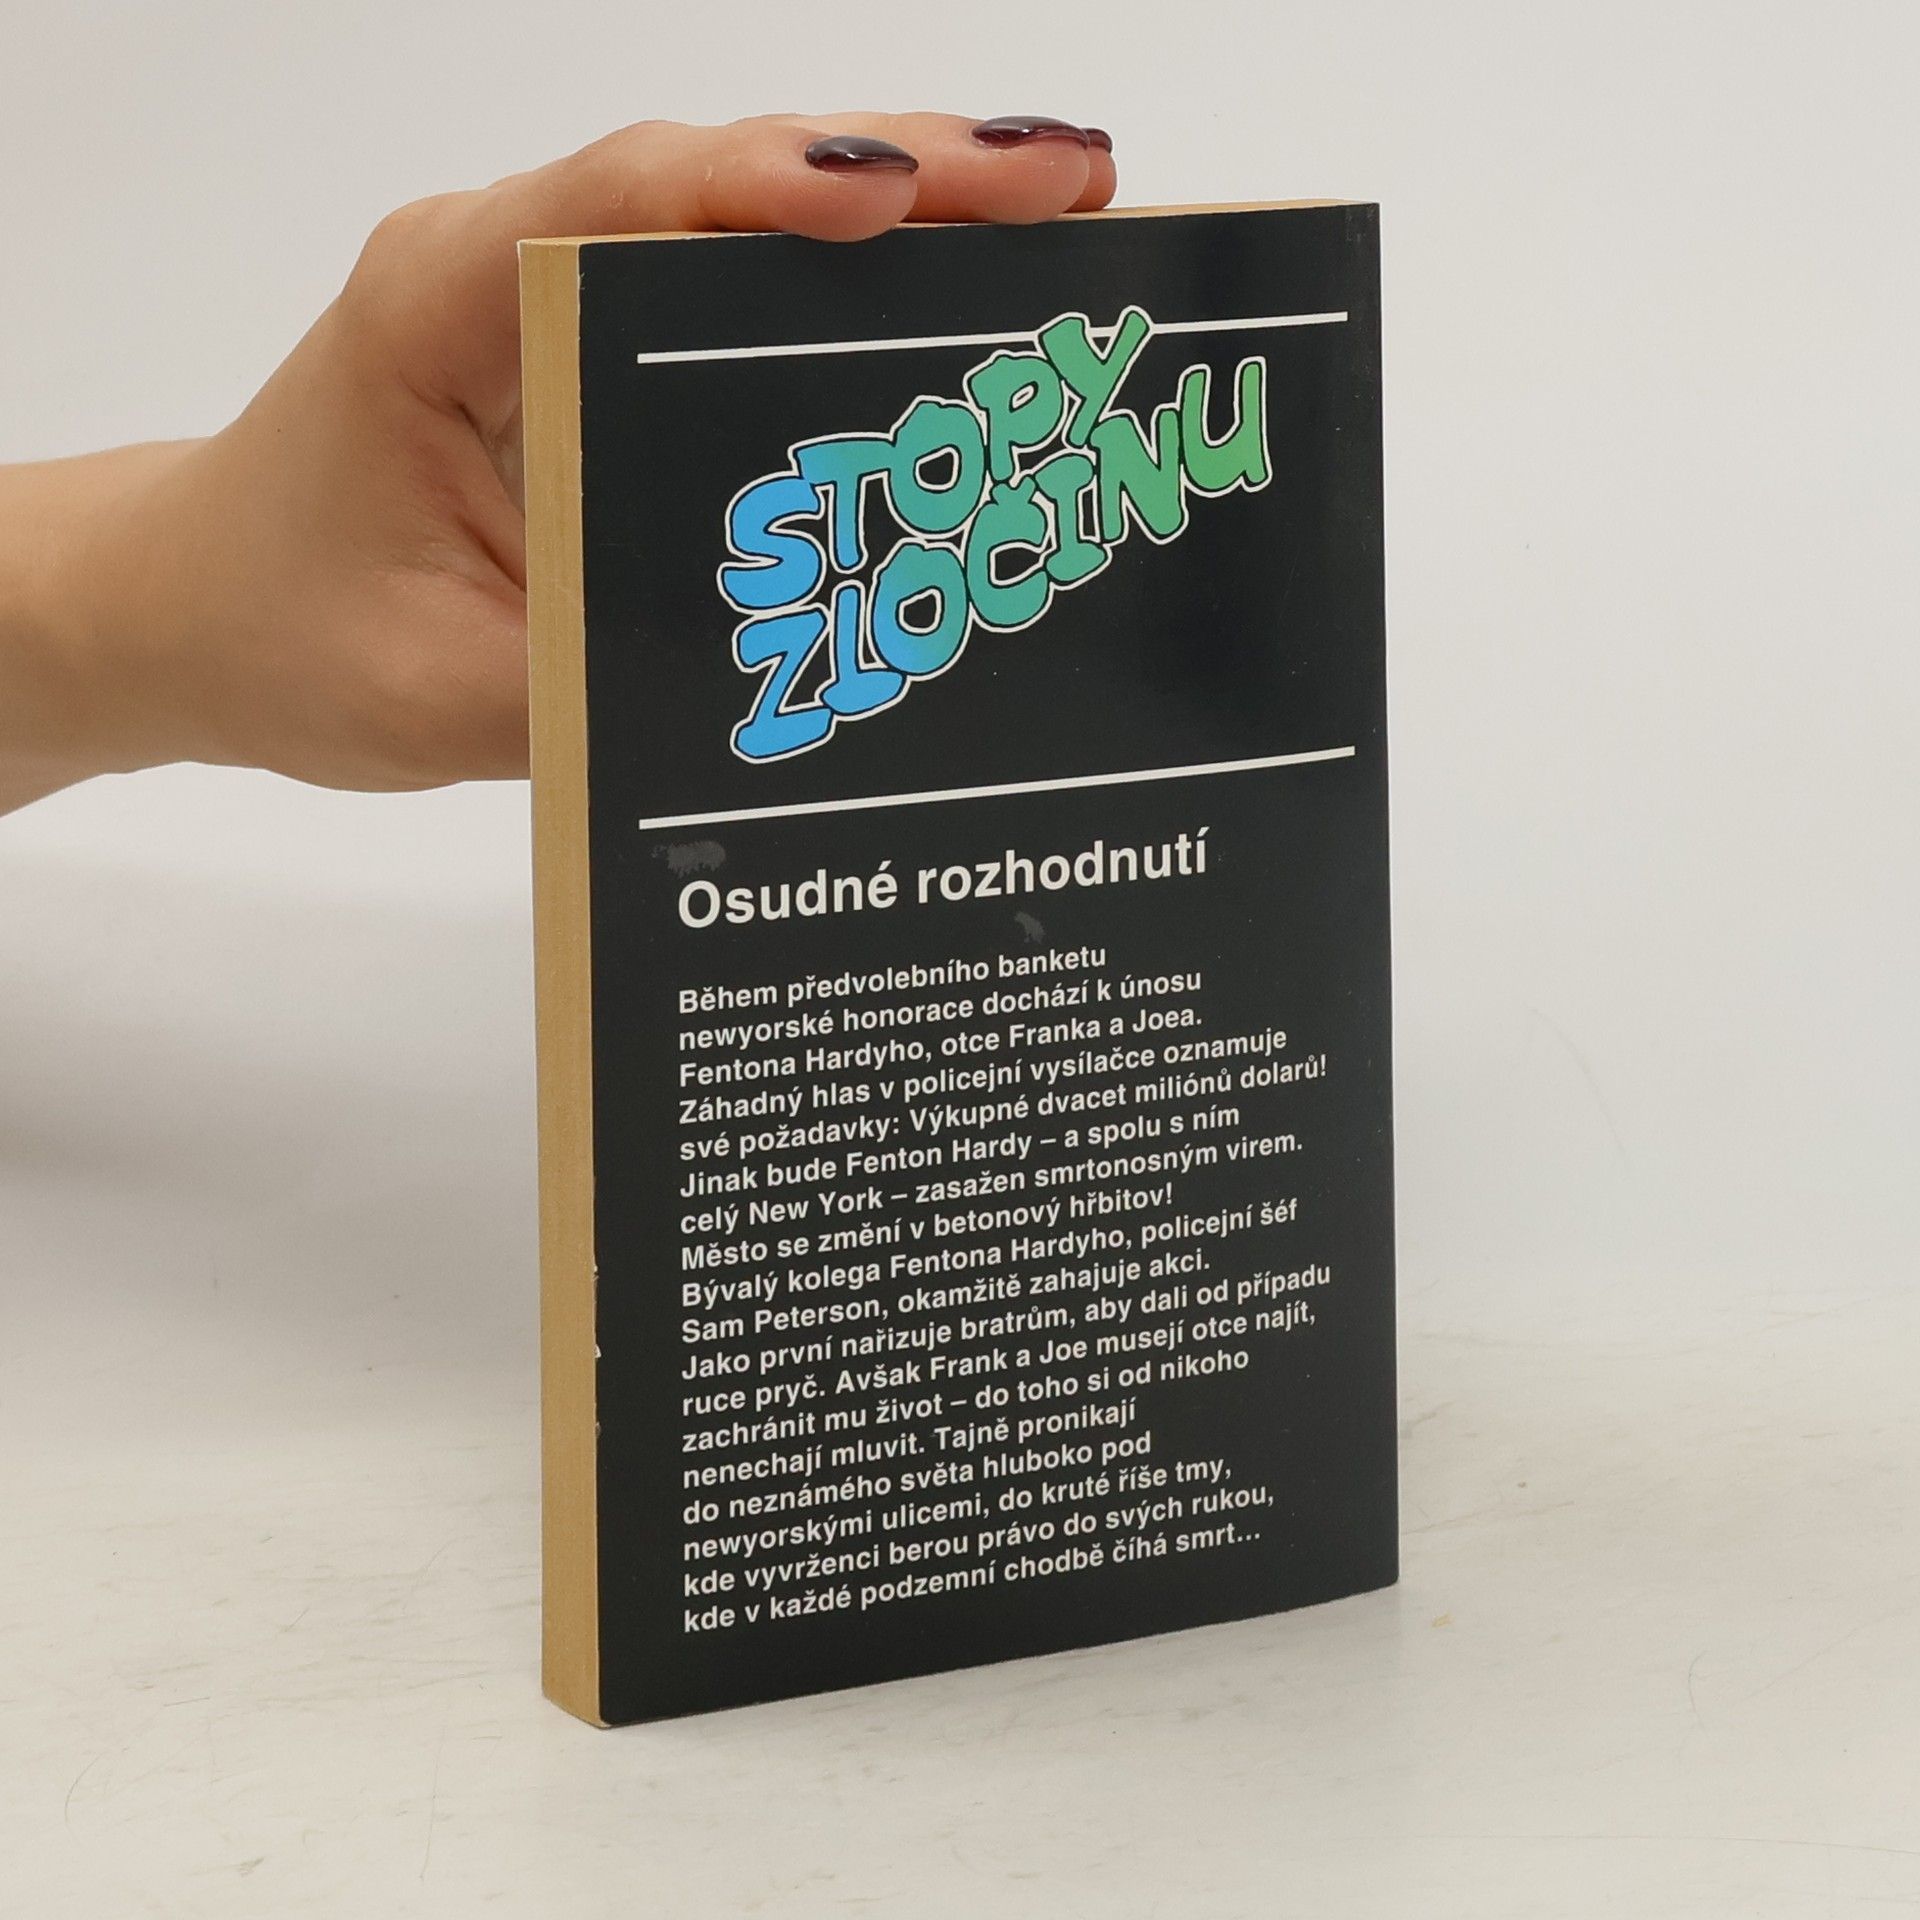 STOPY
ZLOČINU
Osudné rozhodnutí
Během předvolebního banketu
newyorské honorace dochází k únosu
Fentona Hardyho, otce Franka a Joea.
Záhadný hlas v policejní vysílačce oznamuje
své požadavky: Výkupné dvacet miliónů dolarů!
Jinak bude Fenton Hardy – a spolu s ním
celý New York – zasažen smrtonosným virem.
Město se změní v betonový hřbitov!
Bývalý kolega Fentona Hardyho, policejní šéf
Sam Peterson, okamžitě zahajuje akci.
Jako první nařizuje bratrům, aby dali od případu
ruce pryč. Avšak Frank a Joe musejí otce najít,
zachránit mu život – do toho si od nikoho
nenechají mluvit. Tajně pronikají
do neznámého světa hluboko pod
newyorskými ulicemi, do kruté říše tmy,
kde vyvrženci berou právo do svých rukou,
kde v každé podzemní chodbě číhá smrt...